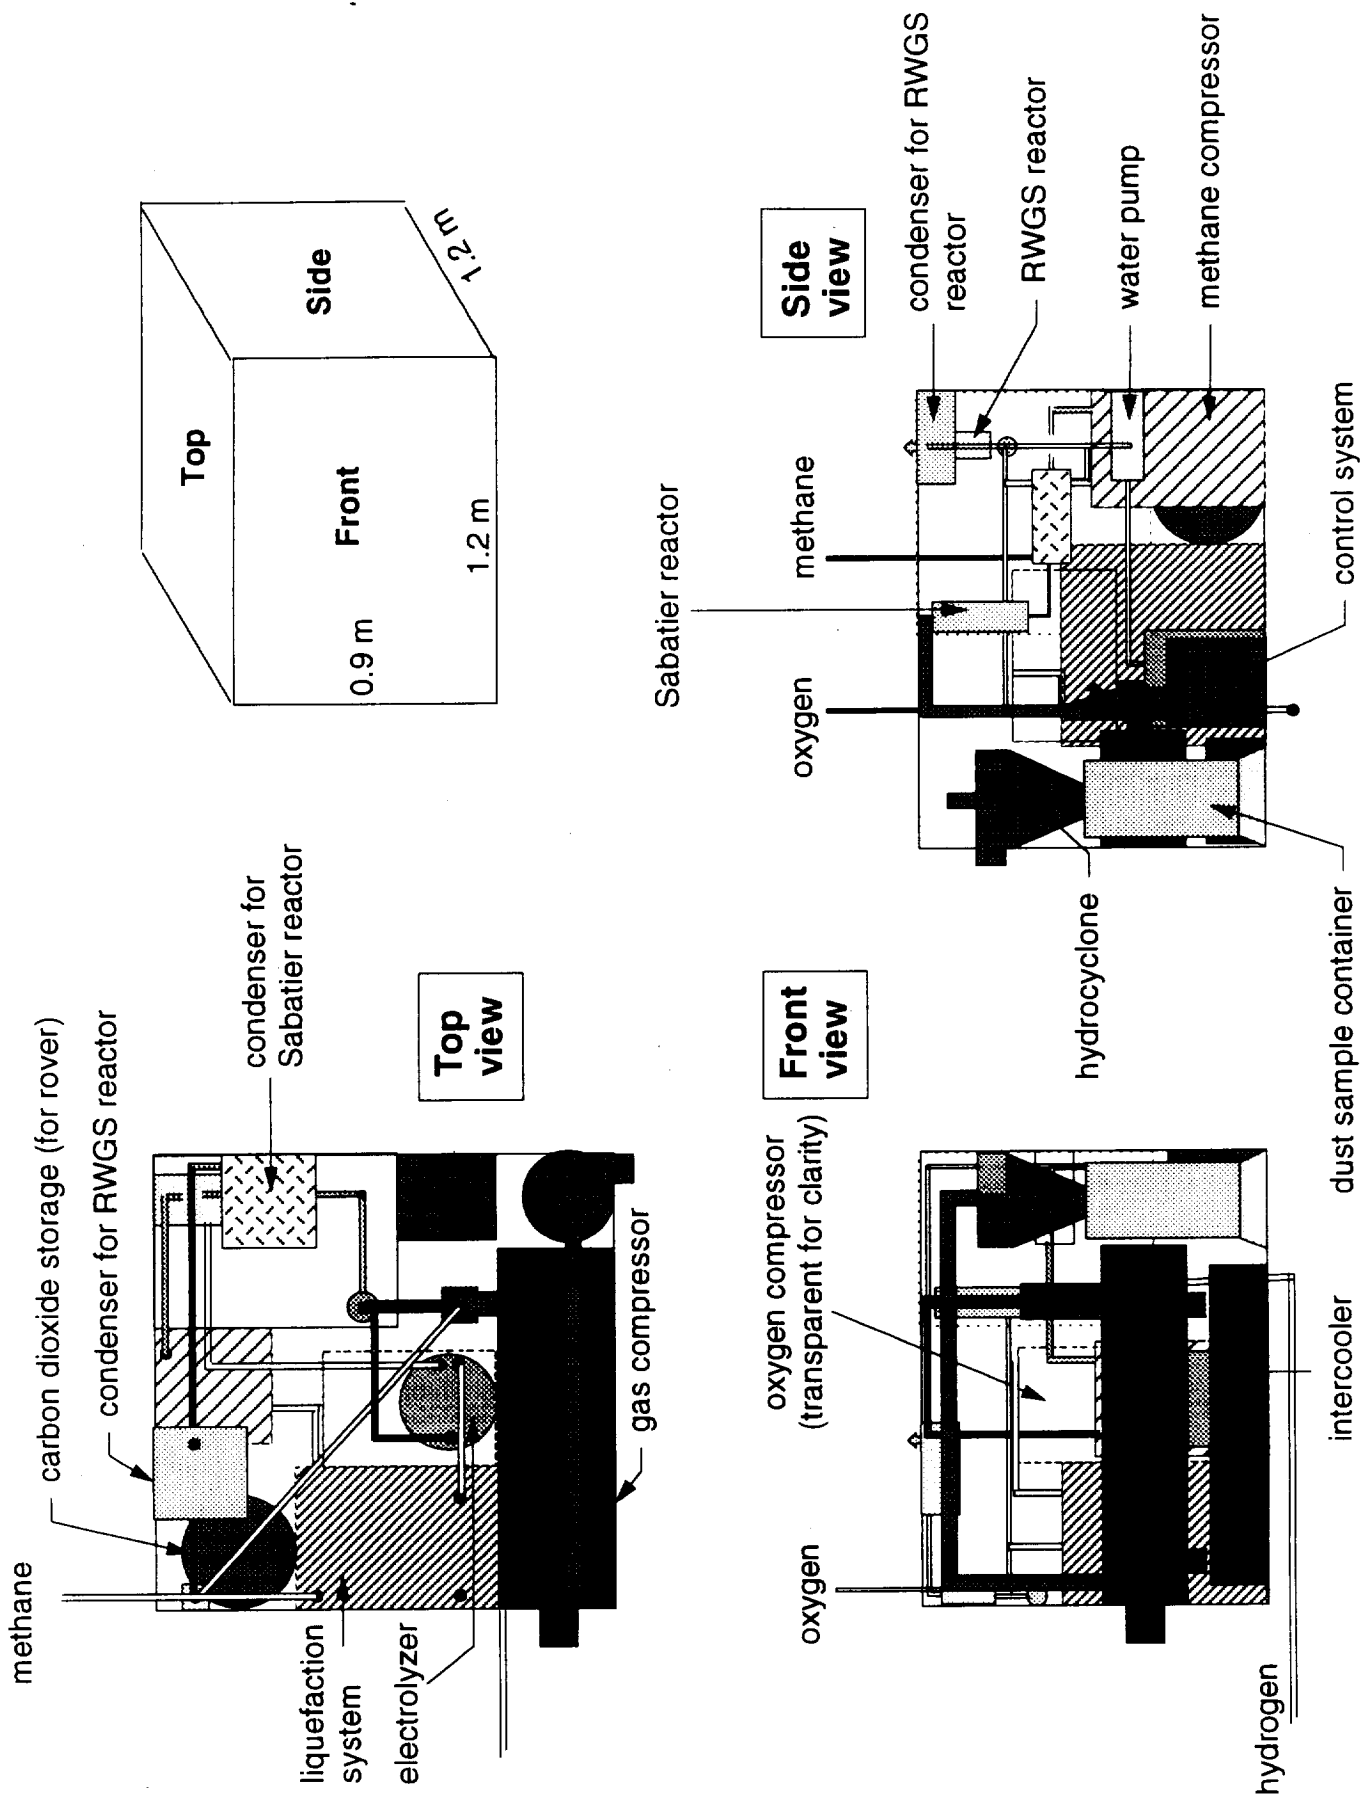 methane
carbon dioxide storage (for rover)
condenser for RWGS reactor
condenser for
Sabatier reactor
liquefaction
system
electrolyzer
gas compressor
Top
view
Top
Front
Side
0.9 m
1.2 m
1.2 m
oxygen
oxygen compressor
(transparent for clarity)
hydrogen
intercooler
Front
view
Side
view
Sabatier reactor
oxygen
methane
condenser for RWGS
reactor
RWGS reactor
water pump
methane compressor
hydrocyclone
dust sample container
control system